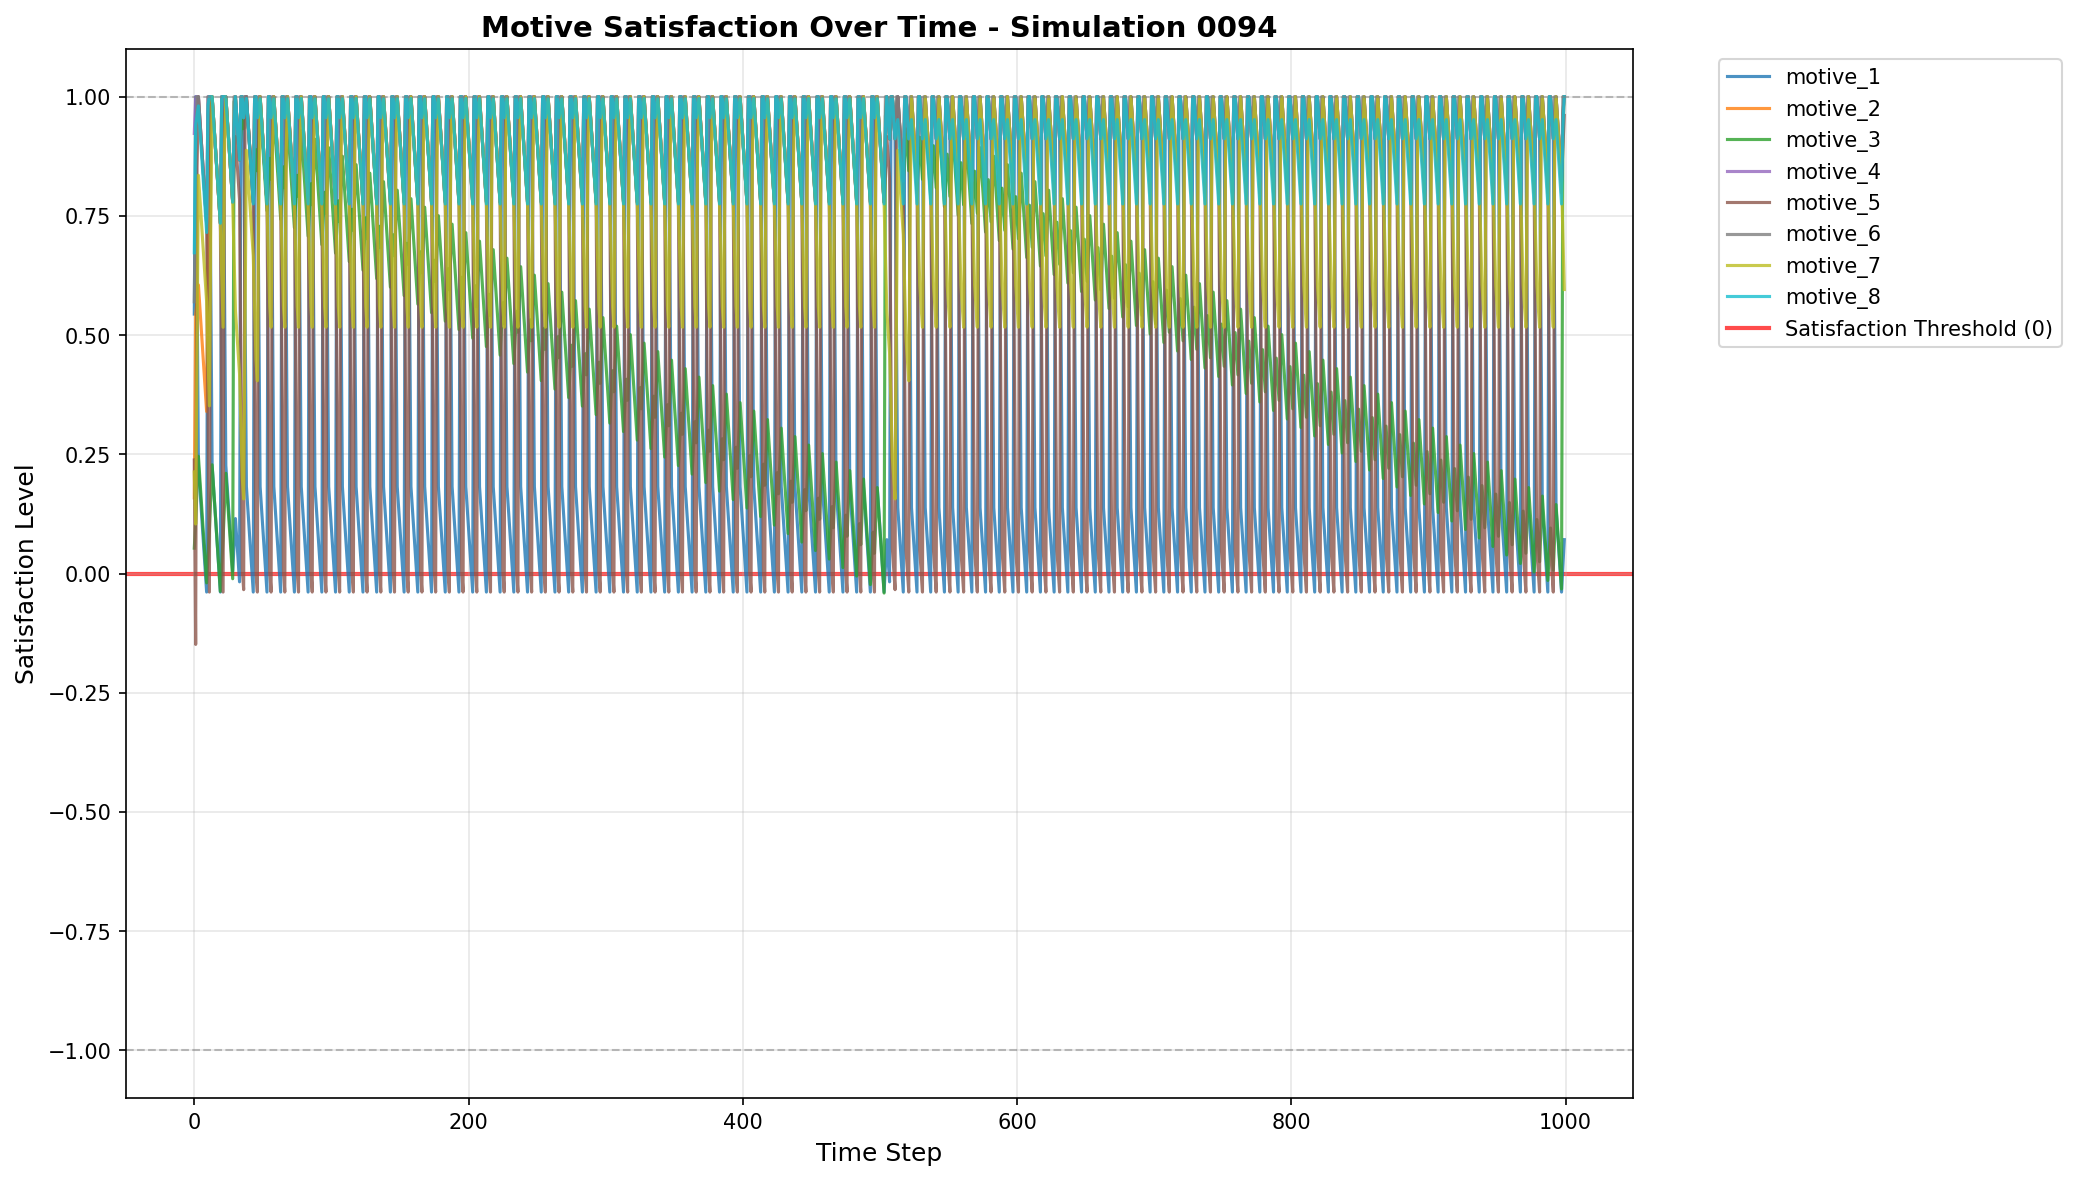 Motive Satisfaction Over Time - Simulation 0094
Satisfaction Level
1.00
0.75
0.50
0.25
0.00
−0.25
−0.50
−0.75
−1.00
0 200 400 600 800 1000
Time Step
motive_1
motive_2
motive_3
motive_4
motive_5
motive_6
motive_7
motive_8
Satisfaction Threshold (0)